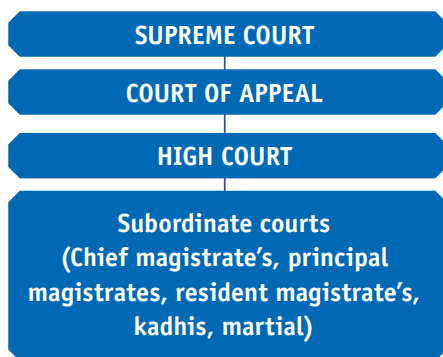 SUPREME COURT
COURT OF APPEAL
HIGH COURT
Subordinate courts
(Chief magistrate's, principal
magistrates, resident magistrate's,
kadhis, martial)